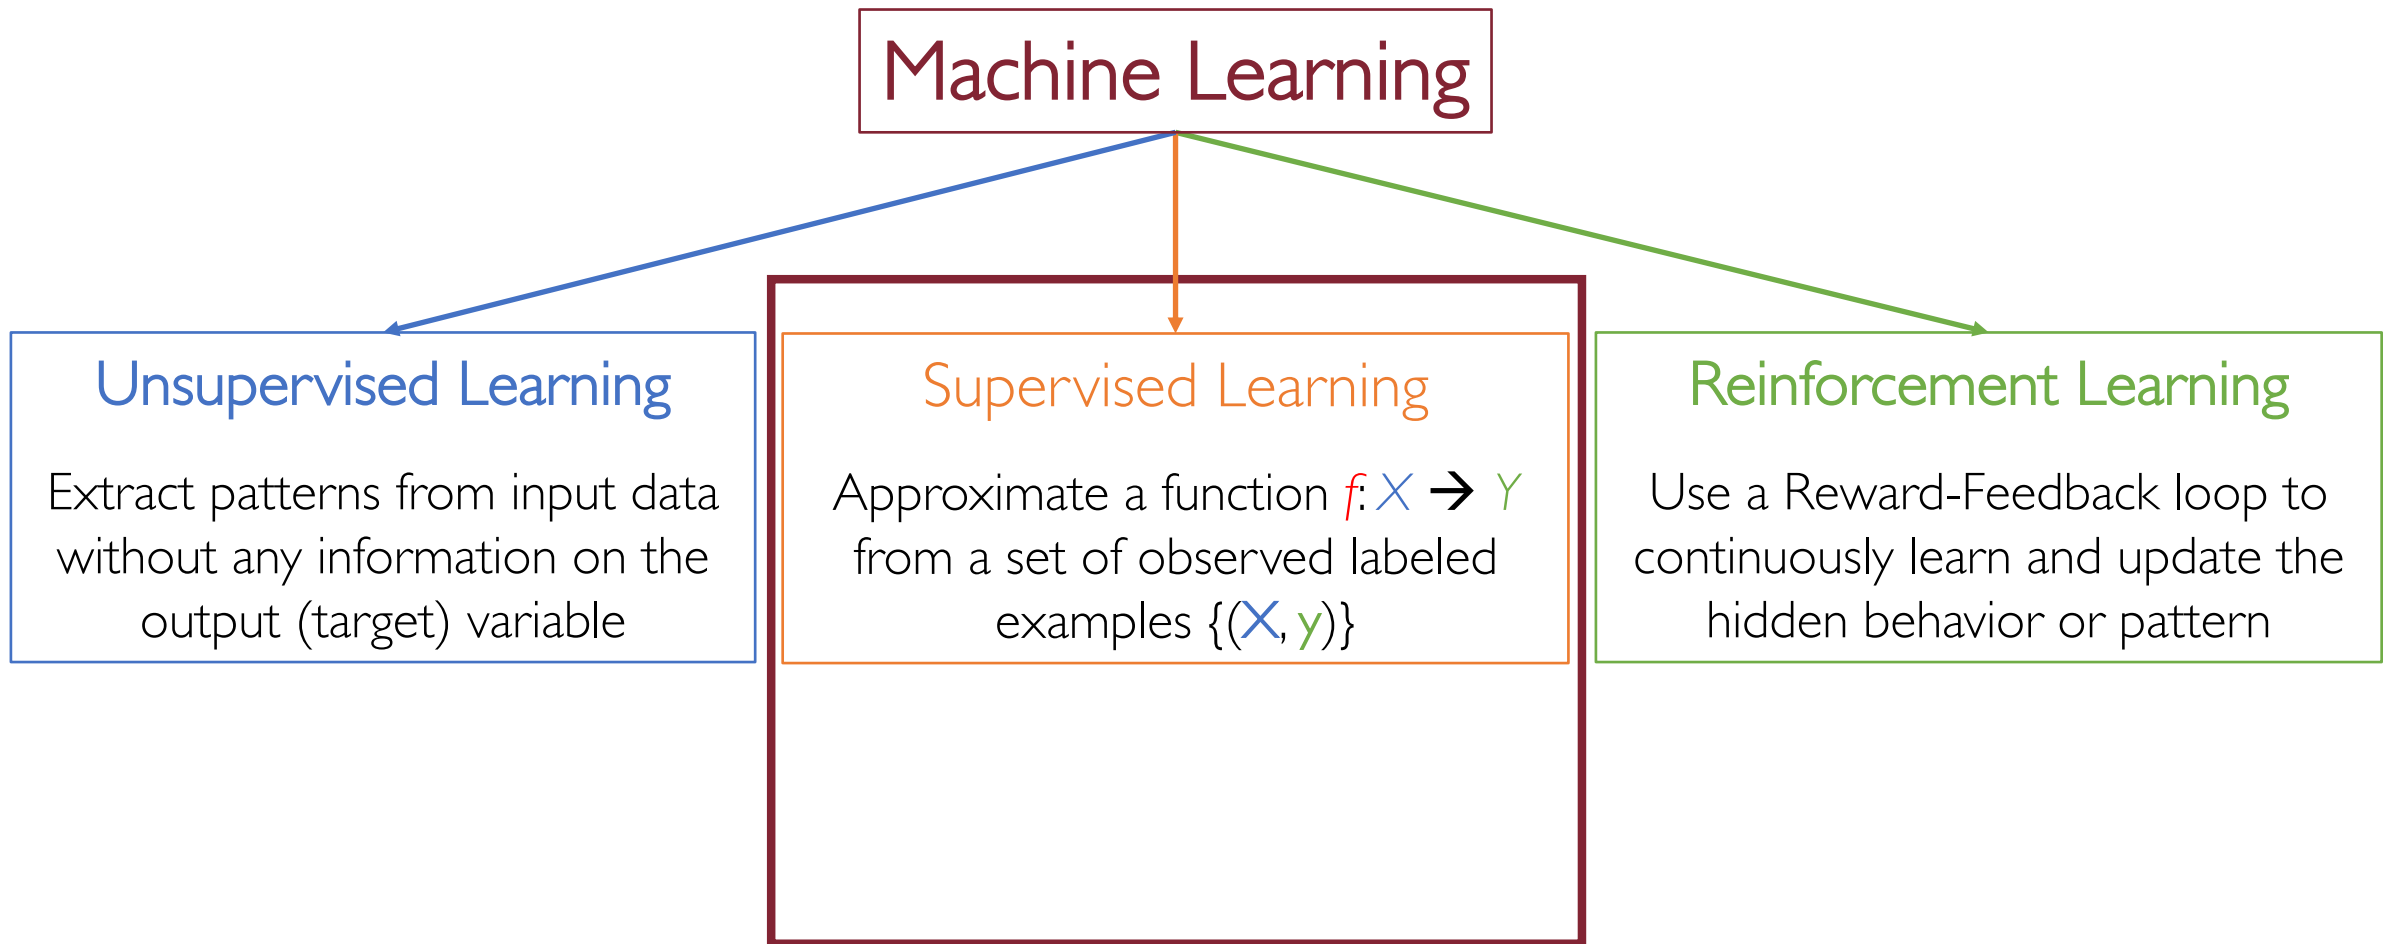 Machine Learning
Unsupervised Learning
Extract patterns from input data
without any information on the
output (target) variable
Supervised Learning
Approximate a function f: X → Y
from a set of observed labeled
examples {(X, y)}
Reinforcement Learning
Use a Reward-Feedback loop to
continuously learn and update the
hidden behavior or pattern